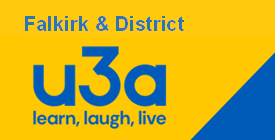 Falkirk & District
u3a
learn, laugh, live